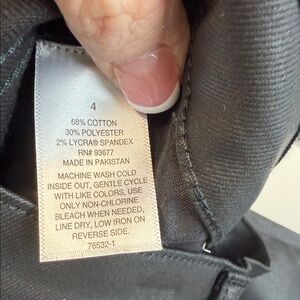 4
68% COTTON
30% POLYESTER
2% LYCRA® SPANDEX
RN# 93677
MADE IN PAKISTAN
MACHINE WASH COLD
INSIDE OUT, GENTLE CYCLE
WITH LIKE COLORS, USE
ONLY NON-CHLORINE
BLEACH WHEN NEEDED,
LINE DRY, LOW IRON ON
REVERSE SIDE.
76532-1